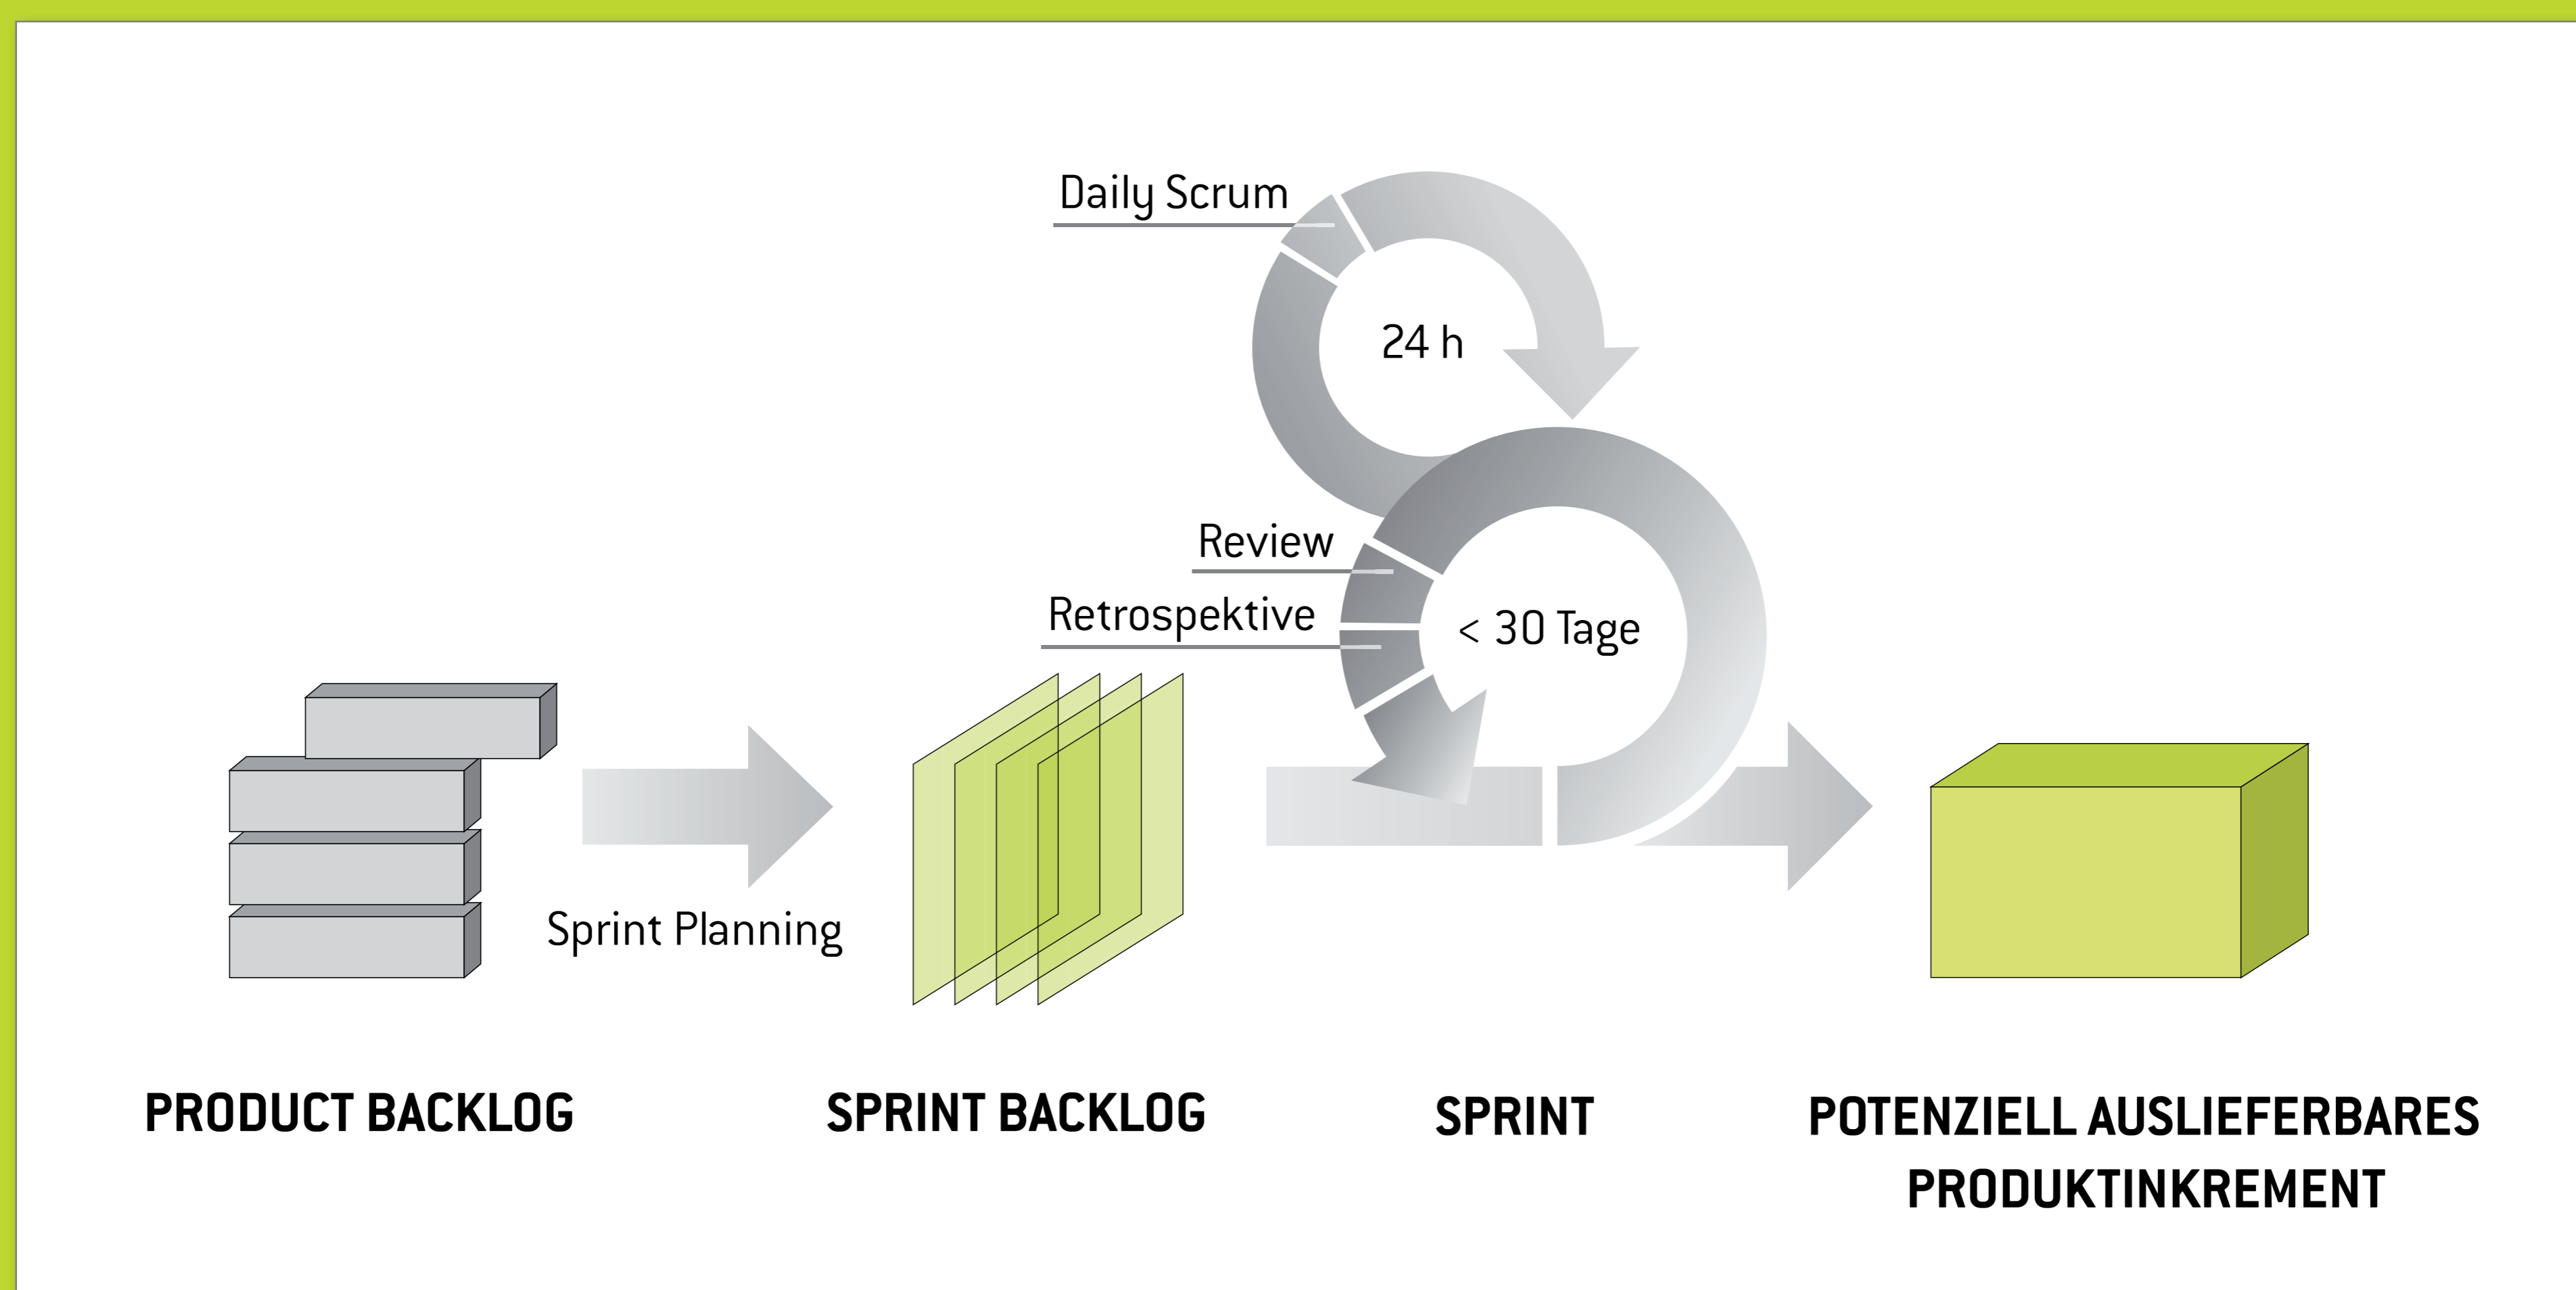 Daily Scrum
24 h
Review
Retrospektive
< 30 Tage
Sprint Planning
PRODUCT BACKLOG
SPRINT BACKLOG
SPRINT
POTENZIELL AUSLIEFERBARES
PRODUKTINKREMENT